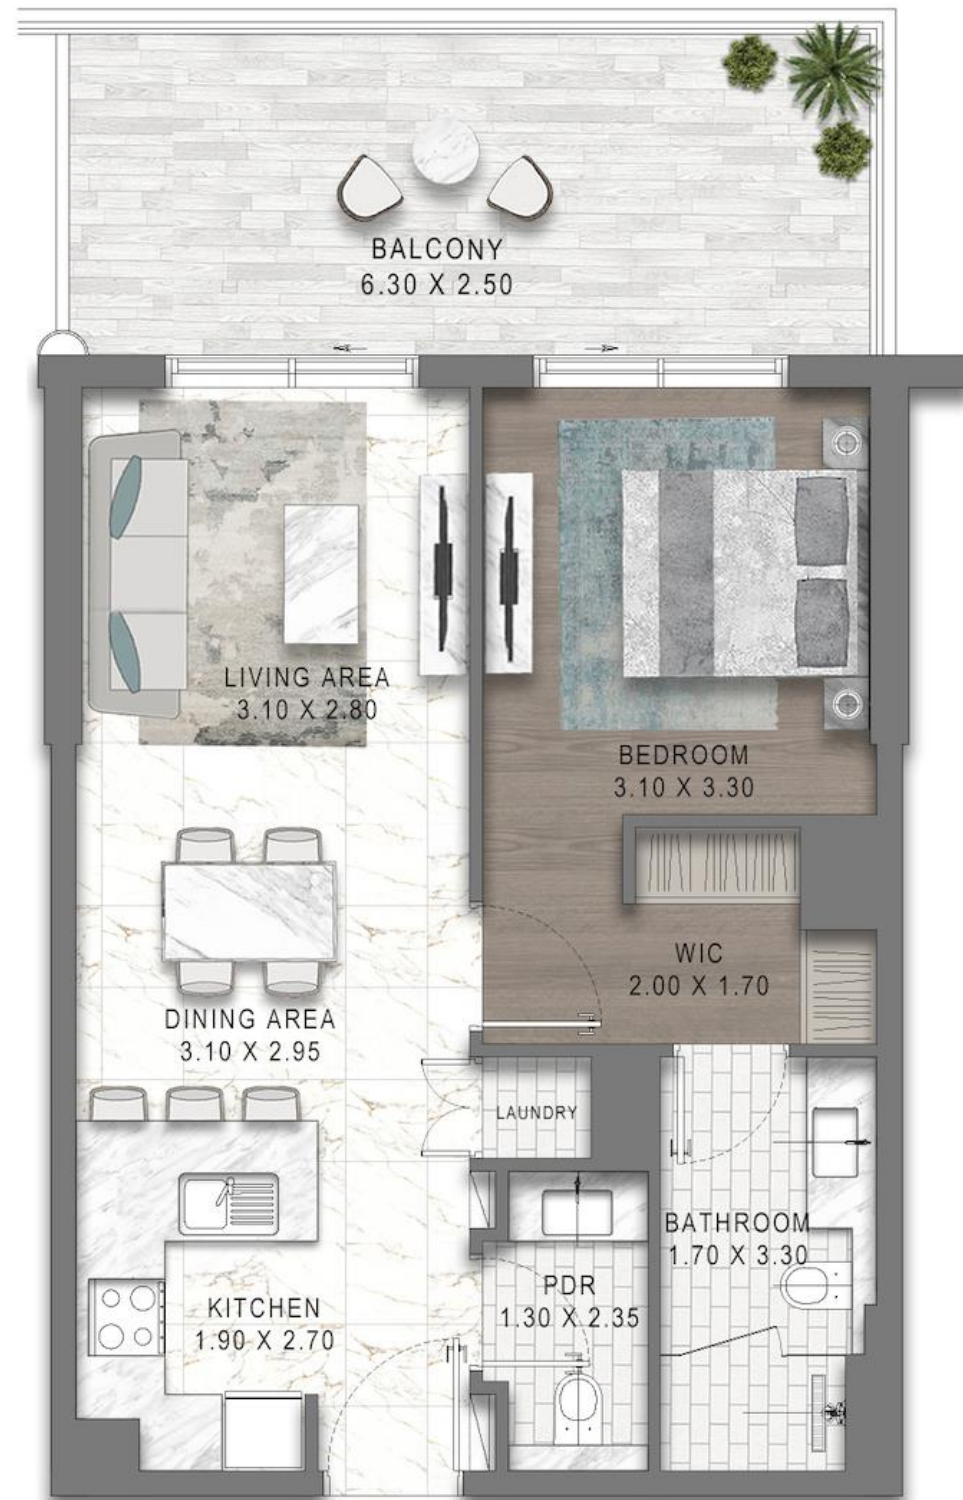 BALCONY
6.30 X 2.50
LIVING AREA
3.10 X 2.80
BEDROOM
3.10 X 3.30
WIC
2.00 X 1.70
DINING AREA
3.10 X 2.95
LAUNDRY
BATHROOM
1.70 X 3.30
PDR
1.30 X 2.35
KITCHEN
1.90 X 2.70